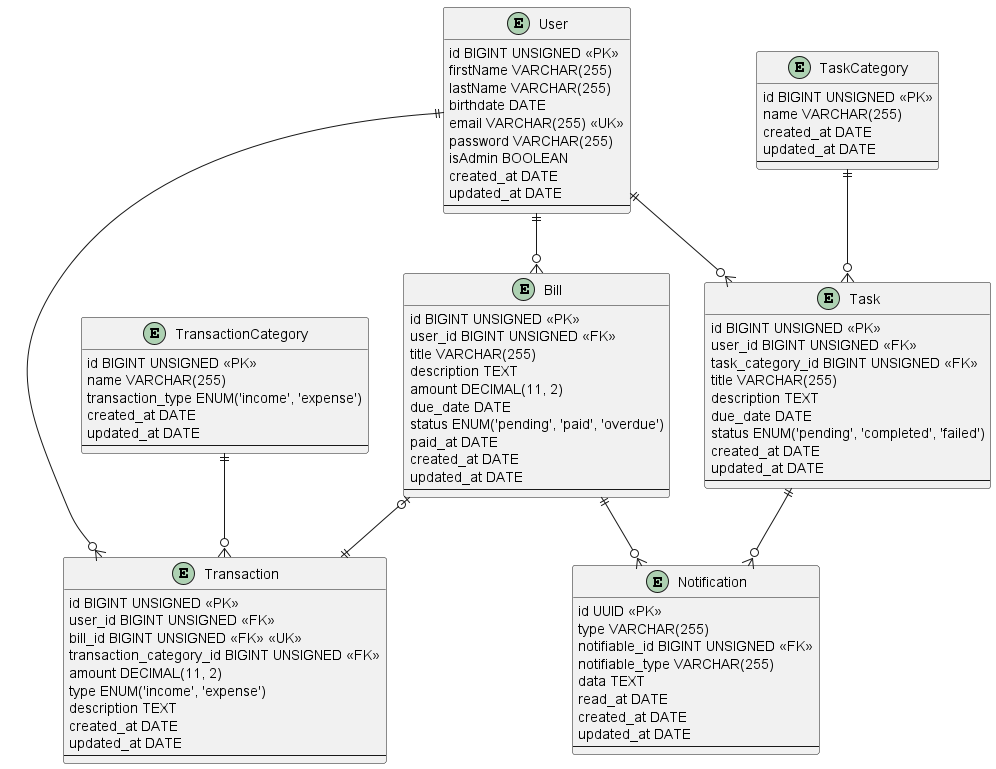 E User
id BIGINT UNSIGNED «PK»
firstName VARCHAR(255)
lastName VARCHAR(255)
birthdate DATE
email VARCHAR(255) «UK»
password VARCHAR(255)
isAdmin BOOLEAN
created_at DATE
updated_at DATE
E TaskCategory
id BIGINT UNSIGNED «PK»
name VARCHAR(255)
created_at DATE
updated_at DATE
E TransactionCategory
id BIGINT UNSIGNED «PK»
name VARCHAR(255)
transaction_type ENUM('income', 'expense')
created_at DATE
updated_at DATE
E Bill
id BIGINT UNSIGNED «PK»
user_id BIGINT UNSIGNED «FK»
title VARCHAR(255)
description TEXT
amount DECIMAL(11, 2)
due_date DATE
status ENUM('pending', 'paid', 'overdue')
paid_at DATE
created_at DATE
updated_at DATE
E Task
id BIGINT UNSIGNED «PK»
user_id BIGINT UNSIGNED «FK»
task_category_id BIGINT UNSIGNED «FK»
title VARCHAR(255)
description TEXT
due_date DATE
status ENUM('pending', 'completed', 'failed')
created_at DATE
updated_at DATE
E Transaction
id BIGINT UNSIGNED «PK»
user_id BIGINT UNSIGNED «FK»
bill_id BIGINT UNSIGNED «FK» «UK»
transaction_category_id BIGINT UNSIGNED «FK»
amount DECIMAL(11, 2)
type ENUM('income', 'expense')
description TEXT
created_at DATE
updated_at DATE
E Notification
id UUID «PK»
type VARCHAR(255)
notifiable_id BIGINT UNSIGNED «FK»
notifiable_type VARCHAR(255)
data TEXT
read_at DATE
created_at DATE
updated_at DATE